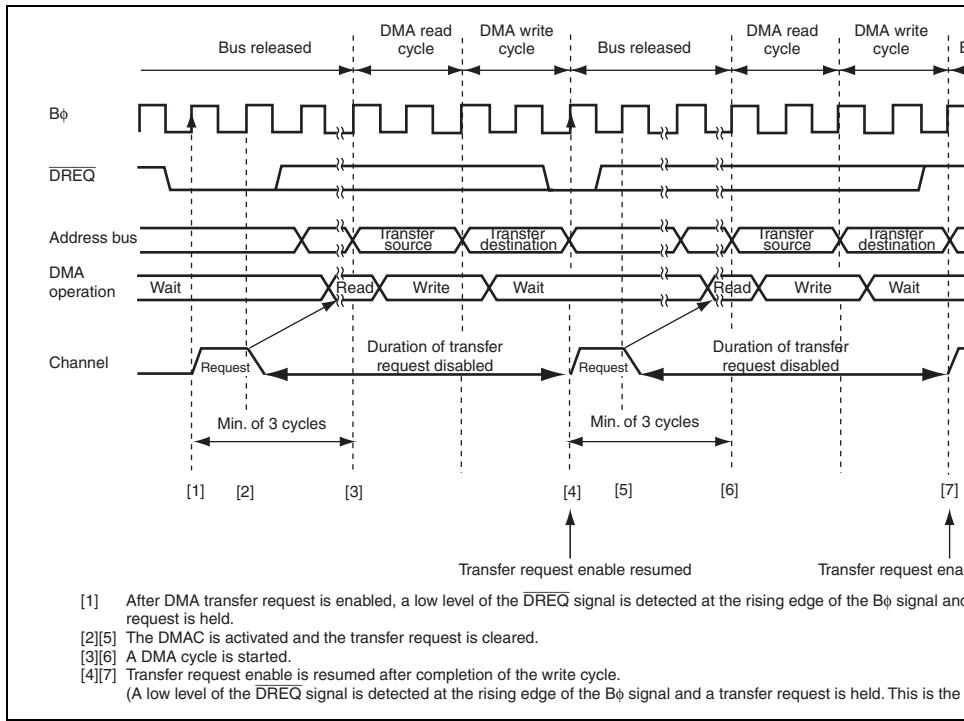 DMA read cycle DMA write cycle DMA read cycle DMA write cycle
Bus released Bus released
Bφ
DREQ
Address bus Transfer source Transfer destination Transfer source Transfer destination
DMA operation Wait Read Write Wait Read Write Wait
Channel Request Duration of transfer request disabled Request Duration of transfer request disabled
Min. of 3 cycles Min. of 3 cycles
[1] [2] [3] [4] [5] [6] [7]
Transfer request enable resumed Transfer request ena
[1] After DMA transfer request is enabled, a low level of the DREQ signal is detected at the rising edge of the Bφ signal and
request is held.
[2][5] The DMAC is activated and the transfer request is cleared.
[3][6] A DMA cycle is started.
[4][7] Transfer request enable is resumed after completion of the write cycle.
(A low level of the DREQ signal is detected at the rising edge of the Bφ signal and a transfer request is held. This is the